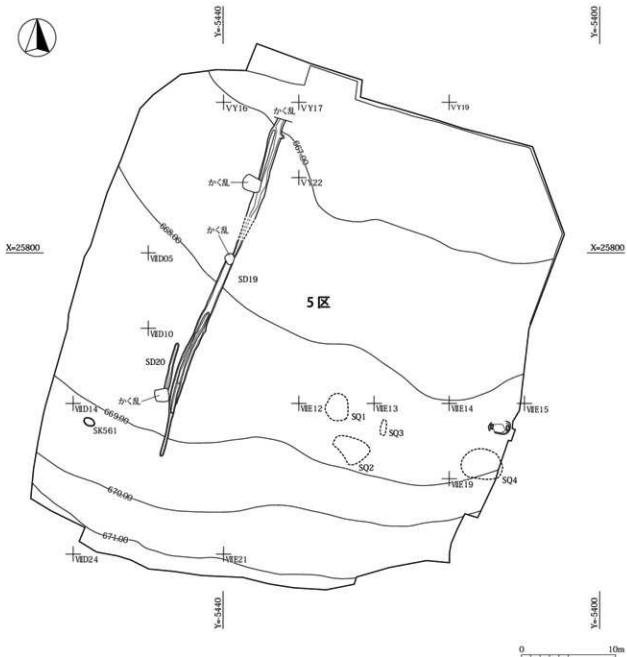 Y=-5440
Y=-5400
かく乱
ⅤY16
ⅤY17
ⅤY19
667.00
かく乱
ⅤY22
668.00
かく乱
X=25800
X=25800
ⅦD05
SD19
5区
ⅦD10
SD20
かく乱
ⅦD14
ⅦE12
SQ1
ⅦE13
ⅦE14
ⅦE15
SK561
SQ3
669.00
SQ2
ⅦE19
SQ4
670.00
671.00
ⅦD24
ⅦE21
Y=-5440
Y=-5400
0
10m